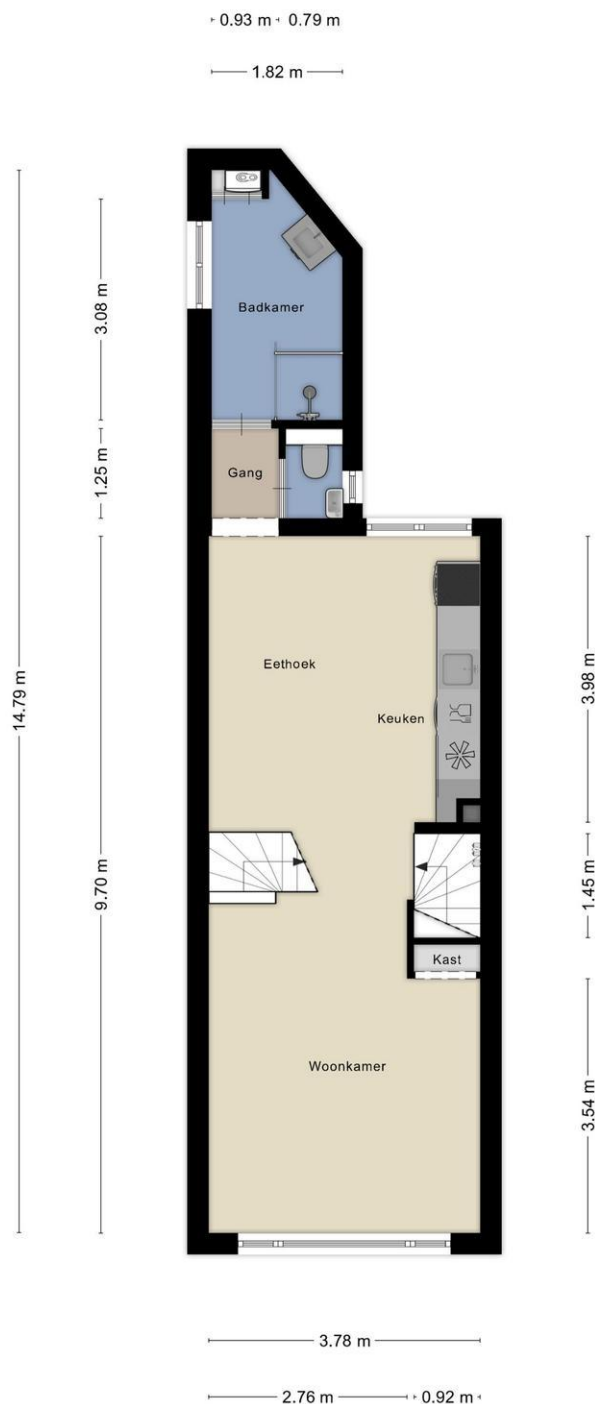 0.93 m 0.79 m
1.82 m
3.08 m
Badkamer
1.25 m
Gang
14.79 m
9.70 m
Eethoek
Keuken
3.98 m
1.45 m
Kast
Woonkamer
3.54 m
3.78 m
2.76 m 0.92 m